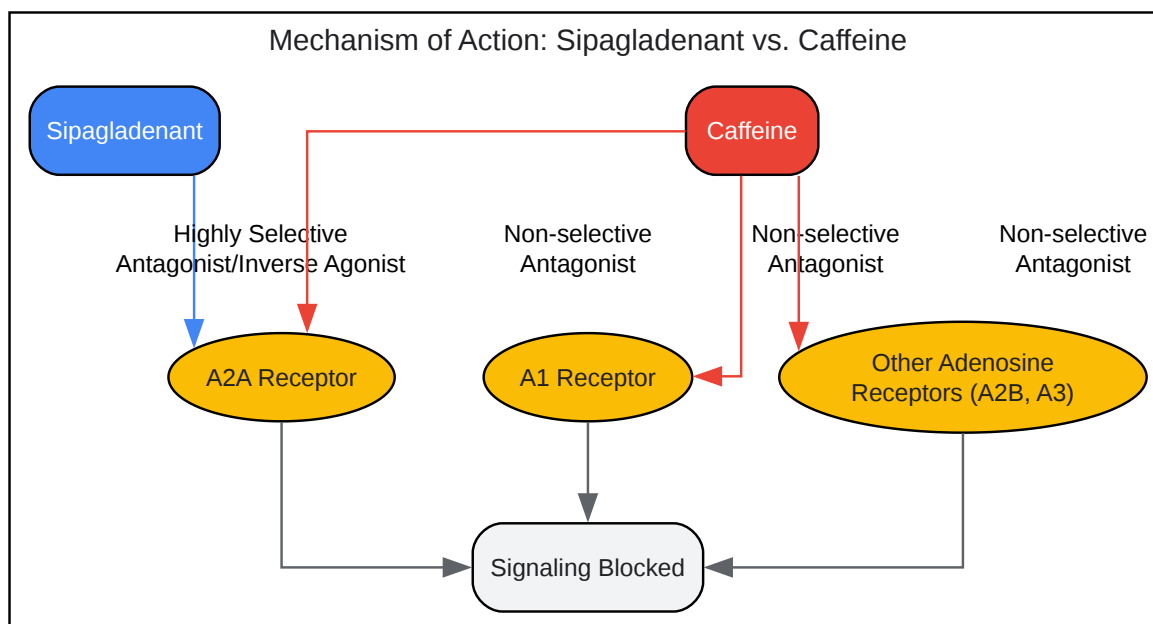 Mechanism of Action: Sipagladenant vs. Caffeine
Sipagladenant
Caffeine
Highly Selective
Antagonist/Inverse Agonist
Non-selective
Antagonist
Non-selective
Antagonist
Non-selective
Antagonist
A2A Receptor
A1 Receptor
Other Adenosine
Receptors (A2B, A3)
Signaling Blocked